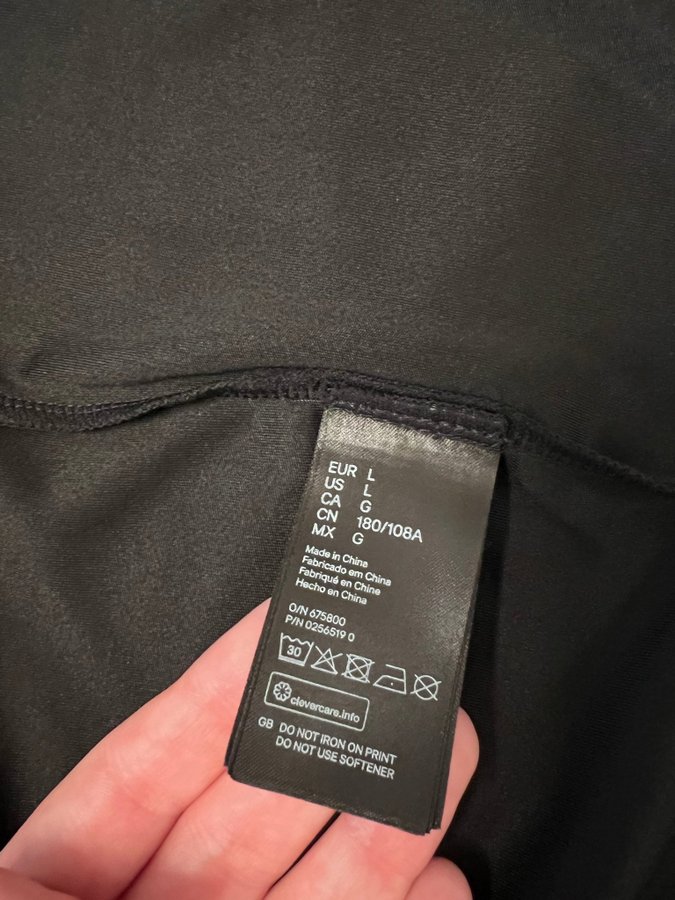 EUR L
US L
CA G
CN 180/108A
MX G
Made in China
Fabricado em China
Fabriqué en Chine
Hecho en China
O/N 675800
P/N 0256519 0
30
clevercare.info
GB DO NOT IRON ON PRINT
DO NOT USE SOFTENER